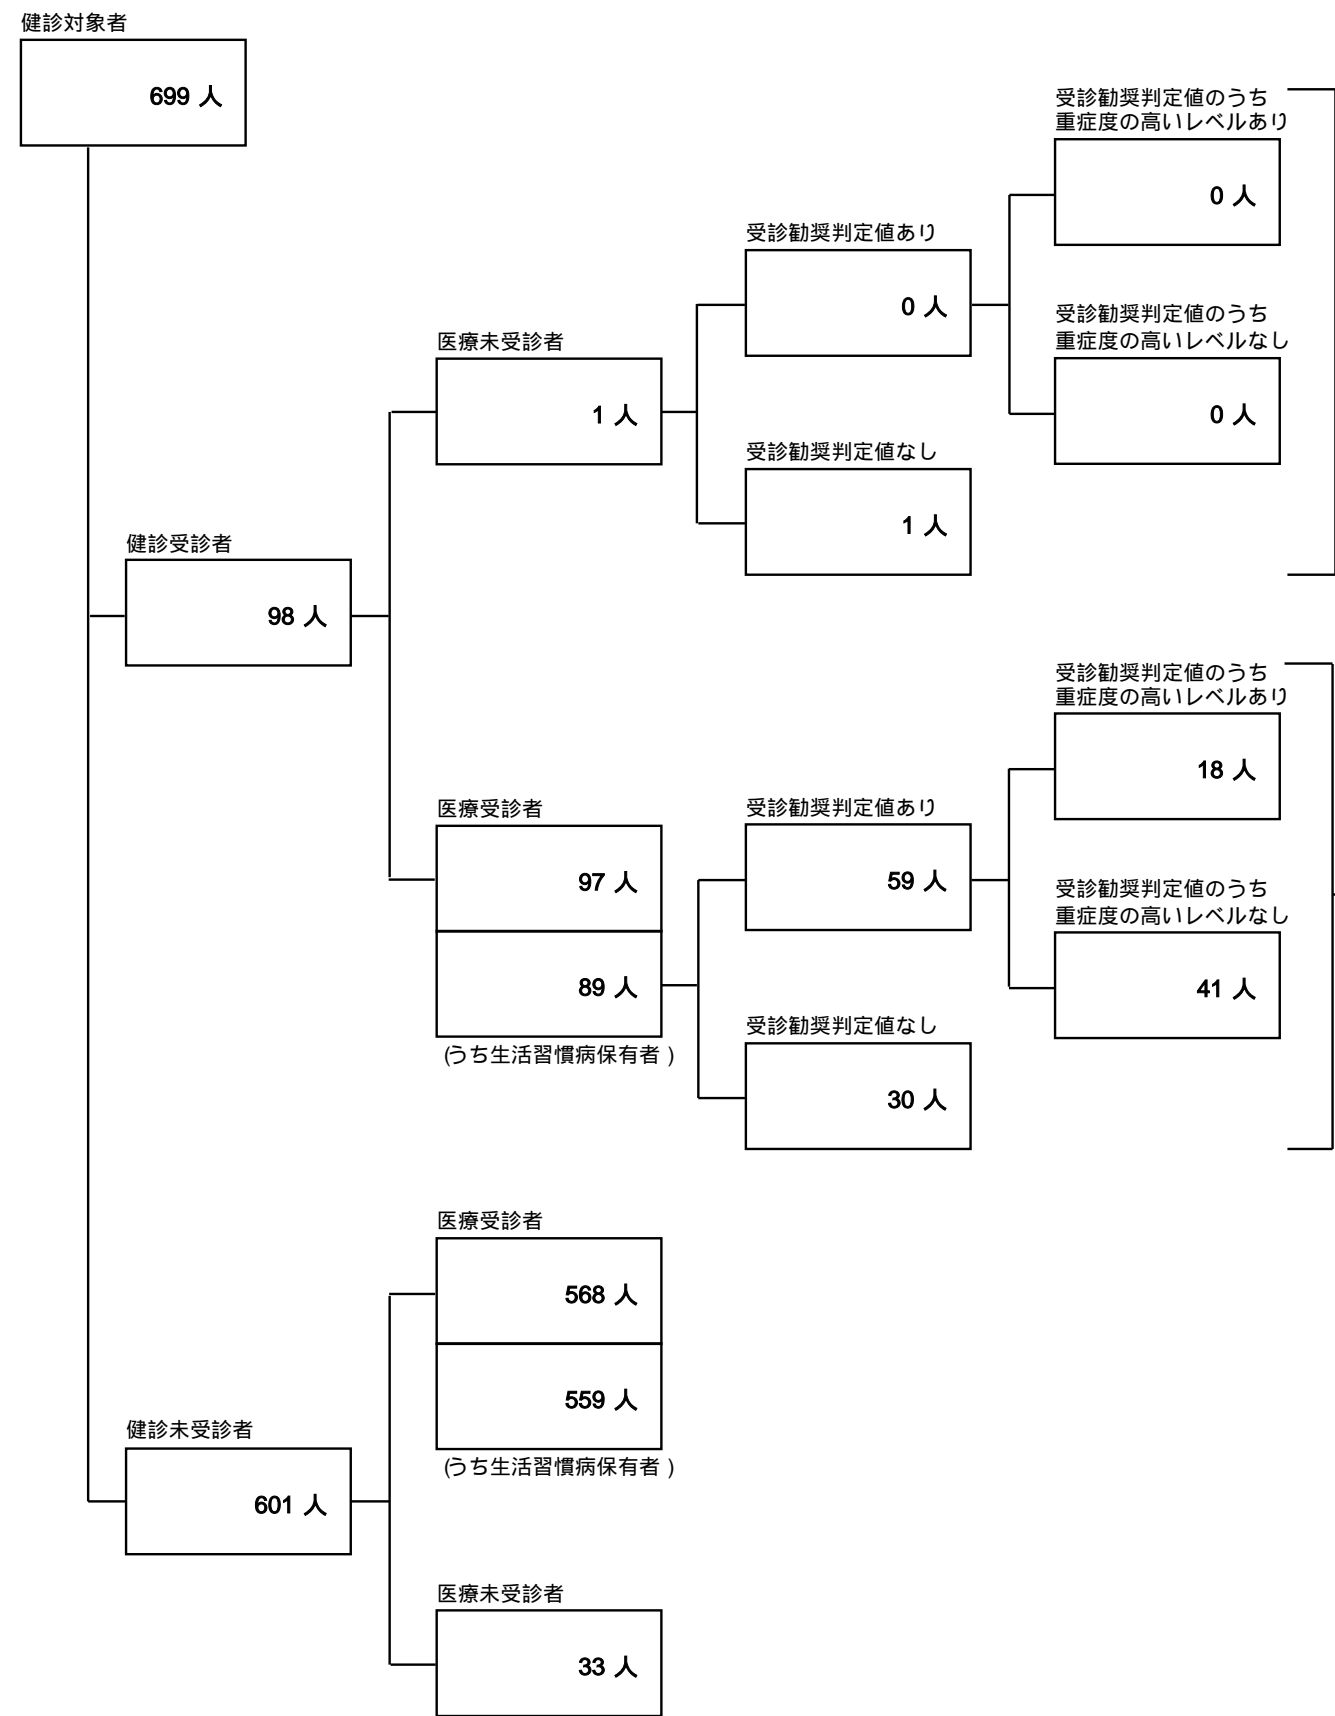 健診対象者
699 人
受診勧奨判定値のうち
重症度の高いレベルあり
0 人
受診勧奨判定値あり
0 人
受診勧奨判定値のうち
重症度の高いレベルなし
0 人
医療未受診者
1 人
受診勧奨判定値なし
1 人
健診受診者
98 人
受診勧奨判定値のうち
重症度の高いレベルあり
18 人
医療受診者
97 人
受診勧奨判定値あり
59 人
受診勧奨判定値のうち
重症度の高いレベルなし
41 人
89 人
(うち生活習慣病保有者)
受診勧奨判定値なし
30 人
医療受診者
568 人
559 人
(うち生活習慣病保有者)
健診未受診者
601 人
医療未受診者
33 人